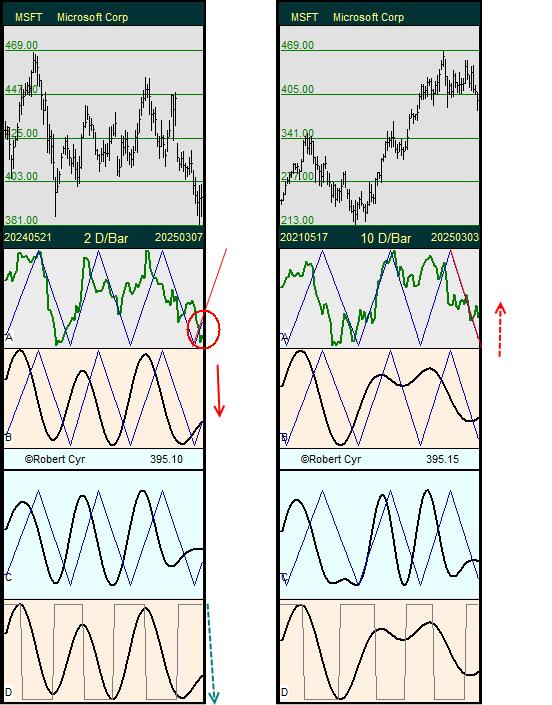 MSFT Microsoft Corp
469.00
447.00
425.00
403.00
381.00
20240521 2 D/Bar 20250307
A
B
©Robert Cyr 395.10
C
D
MSFT Microsoft Corp
469.00
405.00
341.00
277.00
213.00
20210517 10 D/Bar 20250303
A
B
©Robert Cyr 395.15
C
D